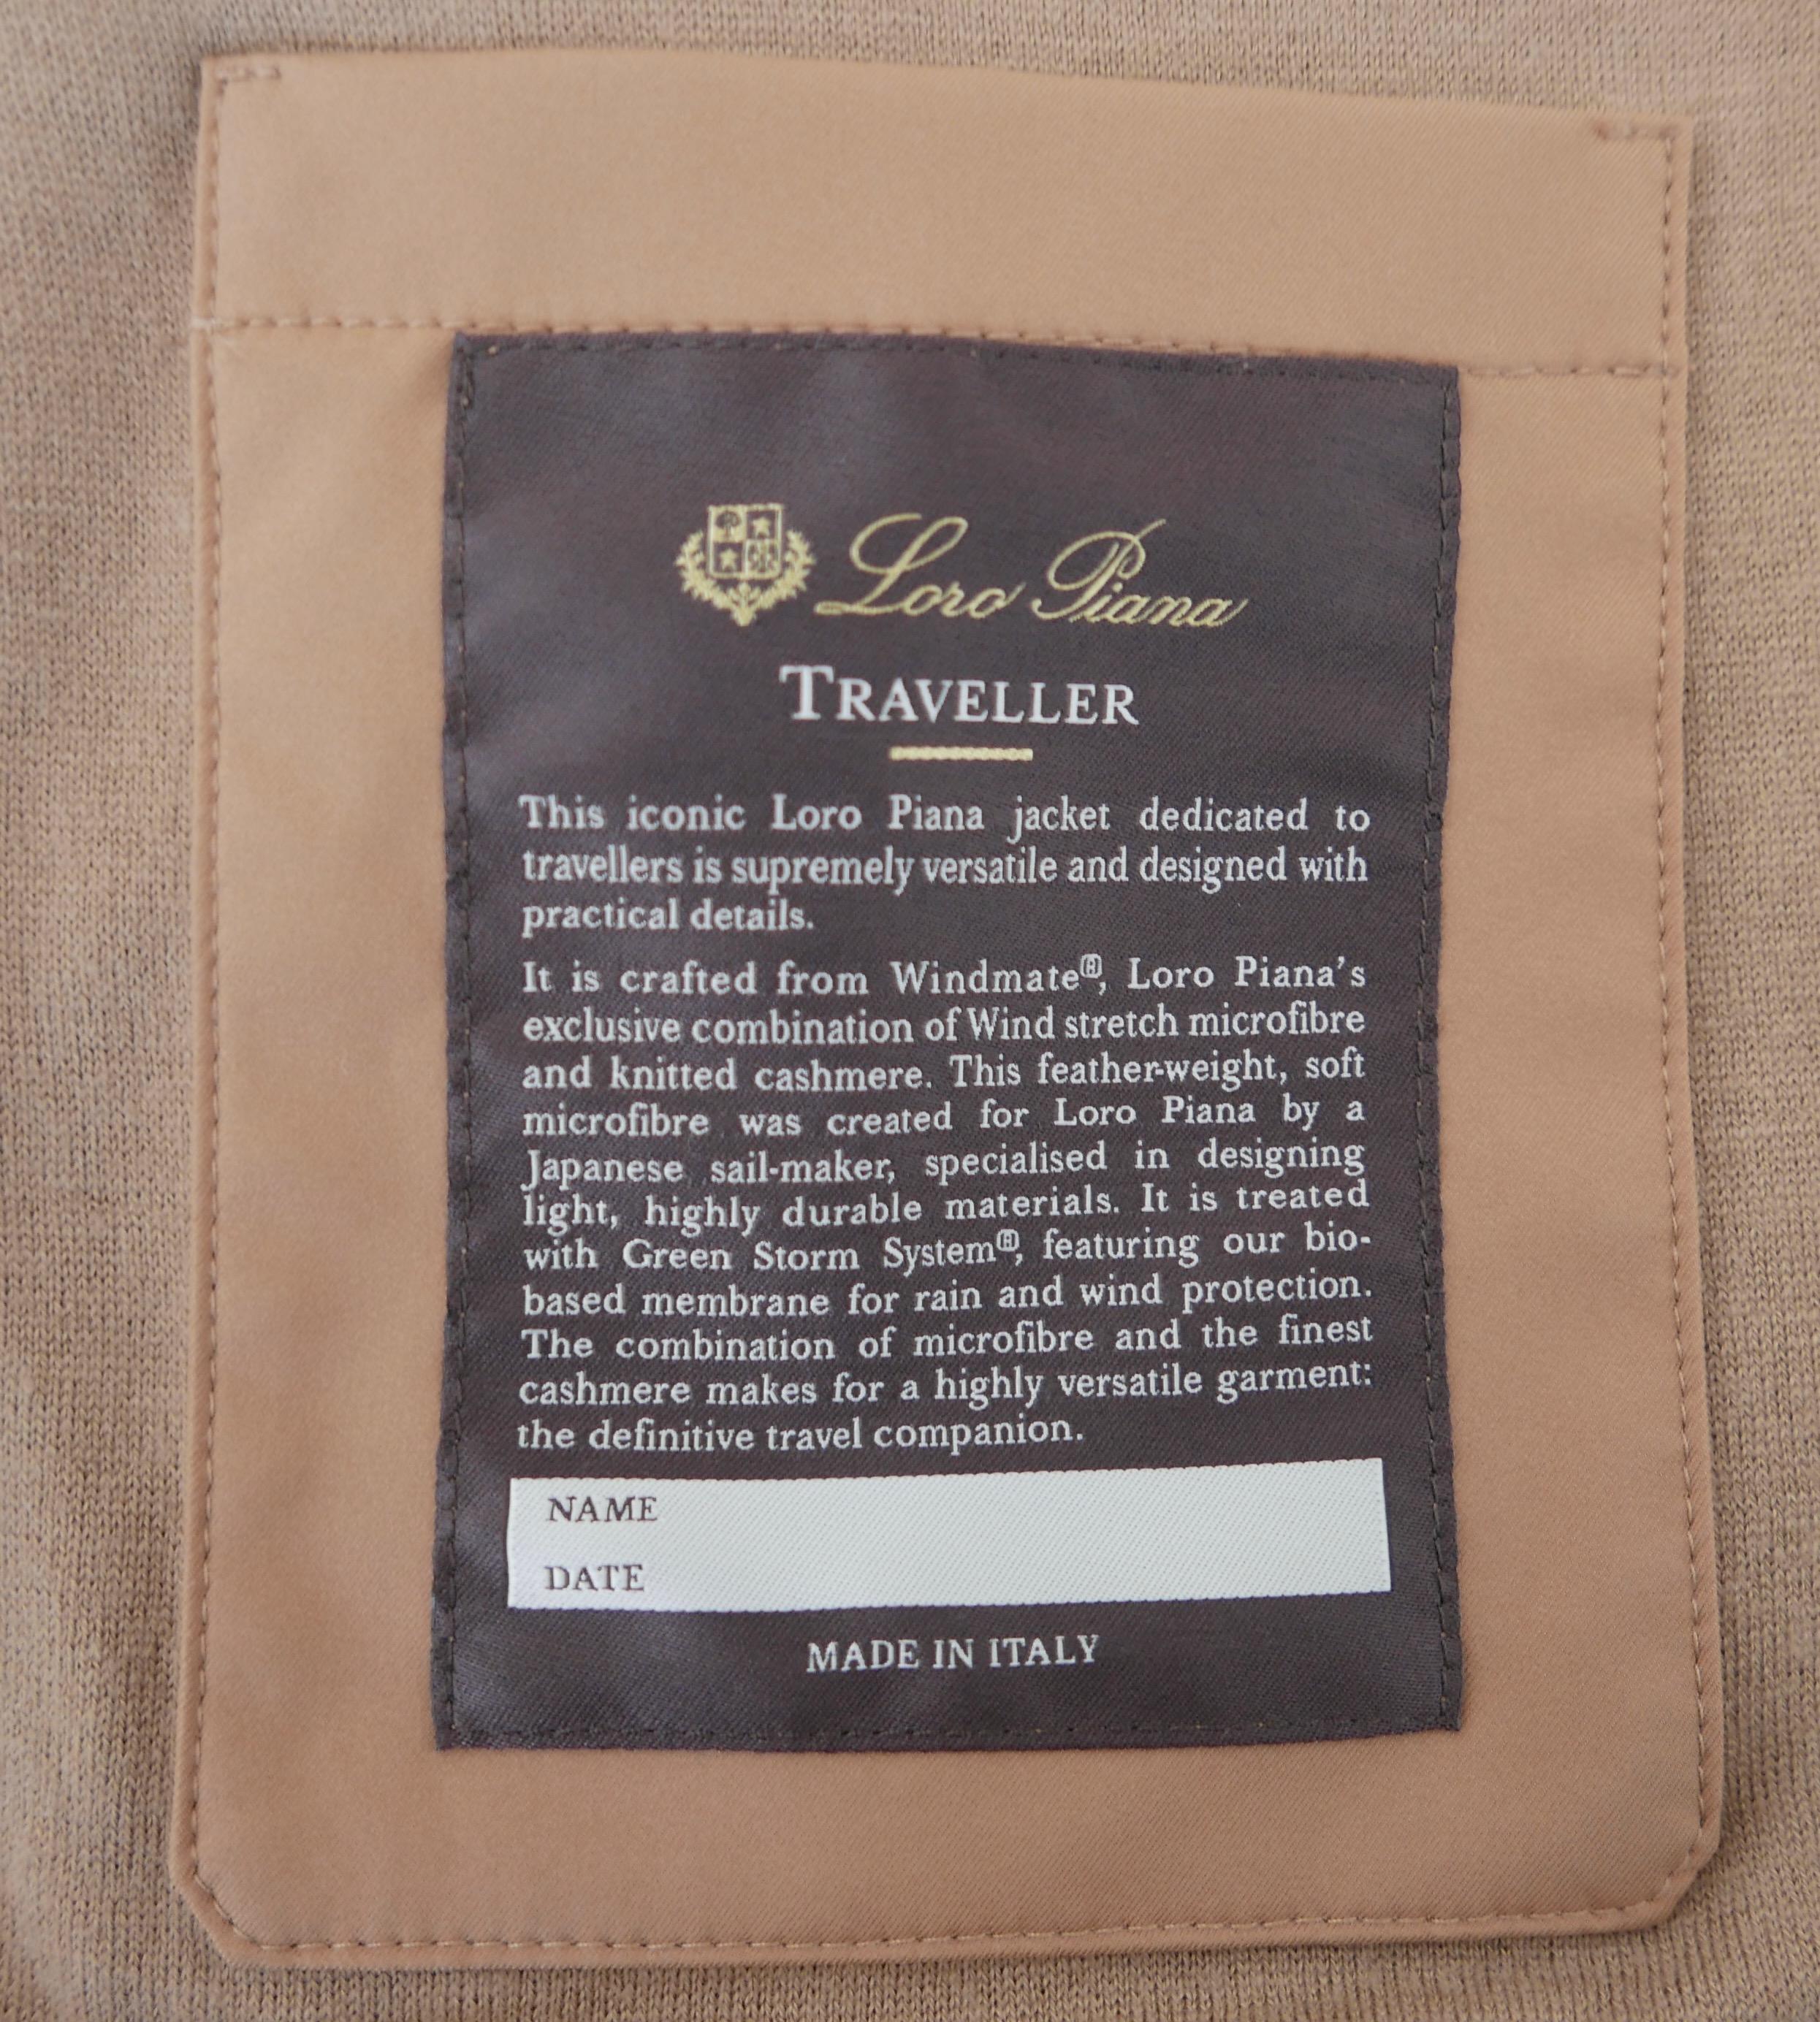 Loro Piana
TRAVELLER
This iconic Loro Piana jacket dedicated to
travellers is supremely versatile and designed with
practical details.
It is crafted from Windmate®, Loro Piana's
exclusive combination of Wind stretch microfibre
and knitted cashmere. This feather-weight, soft
microfibre was created for Loro Piana by a
Japanese sail-maker, specialised in designing
light, highly durable materials. It is treated
with Green Storm System®, featuring our bio-
based membrane for rain and wind protection.
The combination of microfibre and the finest
cashmere makes for a highly versatile garment:
the definitive travel companion.
NAME
DATE
MADE IN ITALY